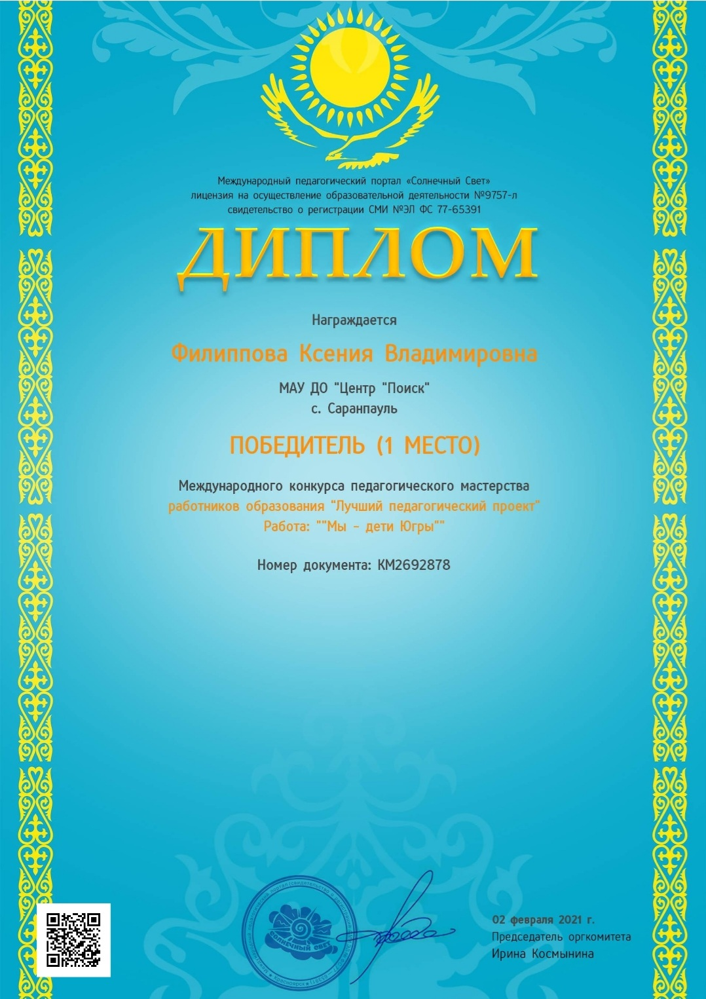 Международный педагогический портал «Солнечный Свет»
лицензия на осуществление образовательной деятельности №9757-л
свидетельство о регистрации СМИ №ЭЛ ФС 77-65391
ДИПЛОМ
Награждается
Филиппова Ксения Владимировна
МАУ ДО "Центр "Поиск"
с. Саранпауль
ПОБЕДИТЕЛЬ (1 МЕСТО)
Международного конкурса педагогического мастерства
работников образования "Лучший педагогический проект"
Работа: ""Мы - дети Югры""
Номер документа: КМ2692878
СОЛНЕЧНЫЙ СВЕТ
Красноярск
02 февраля 2021 г.
Председатель оргкомитета
Ирина Космынина